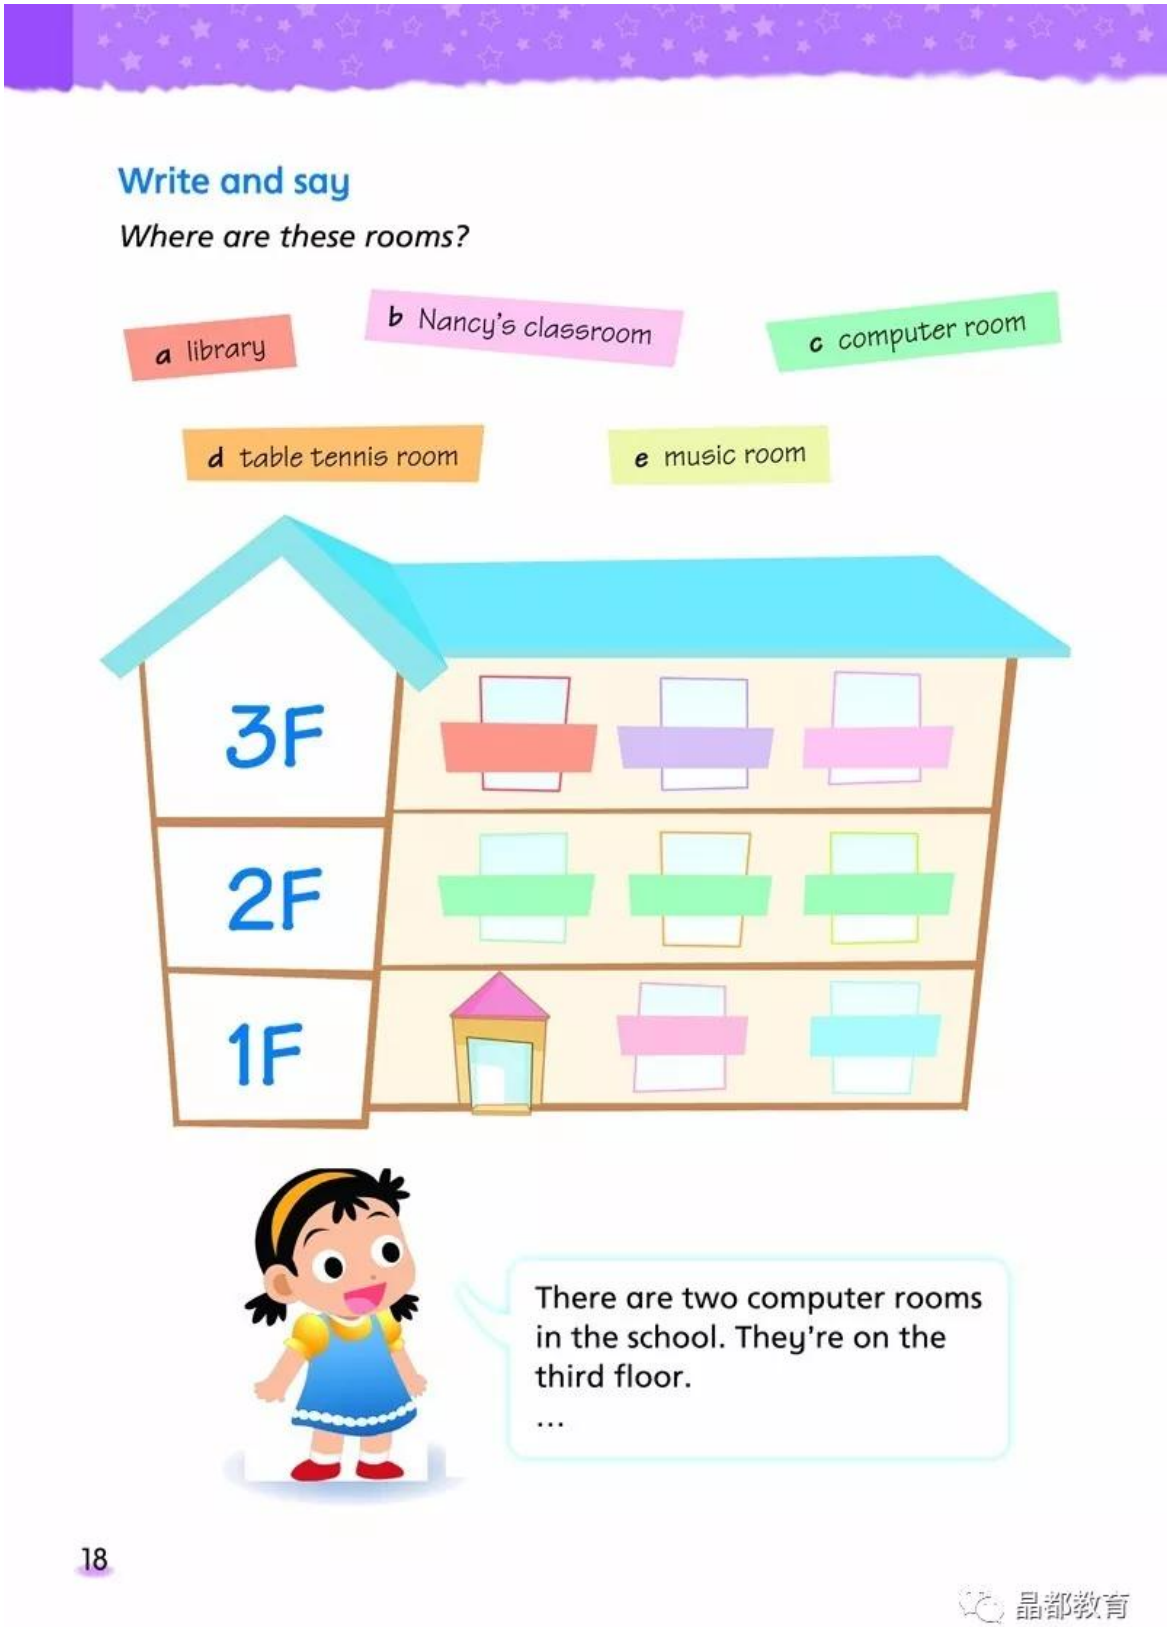 Write and say
Where are these rooms?
a library
b Nancy's classroom
c computer room
d table tennis room
e music room
3F
2F
1F
There are two computer rooms
in the school. They're on the
third floor.
...
18
晶都教育